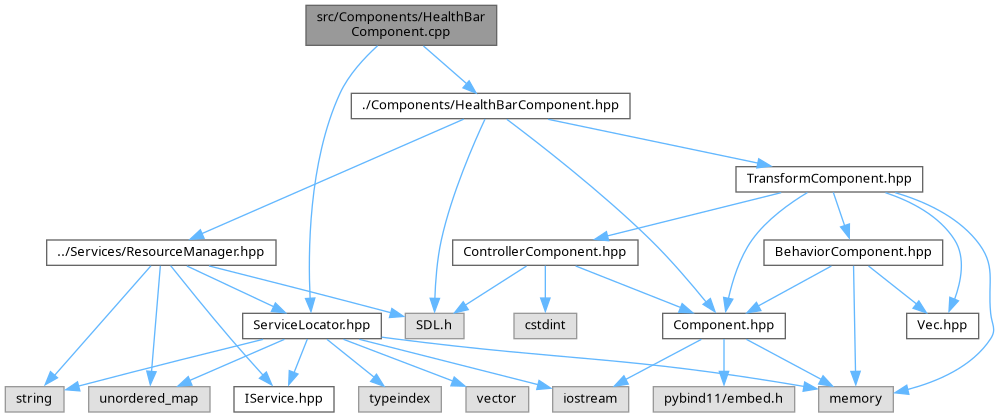 src/Components/HealthBar
Component.cpp
./Components/HealthBarComponent.hpp
TransformComponent.hpp
../Services/ResourceManager.hpp
ControllerComponent.hpp
BehaviorComponent.hpp
ServiceLocator.hpp
SDL.h
cstdint
Component.hpp
Vec.hpp
string
unordered_map
IService.hpp
typeindex
vector
iostream
pybind11/embed.h
memory